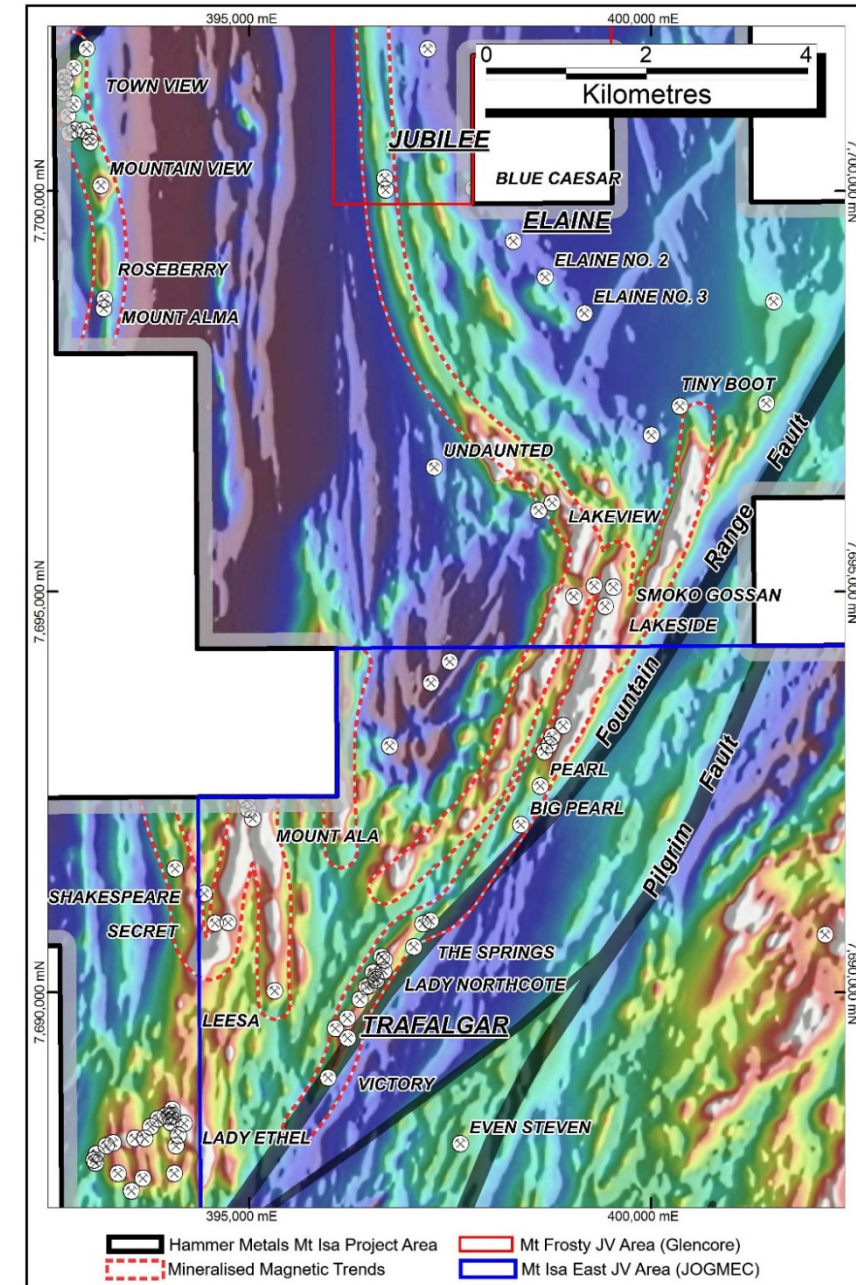 395,000 mE
400,000 mE
0 2 4
Kilometres
TOWN VIEW
JUBILEE
MOUNTAIN VIEW
BLUE CAESAR
7,700,000 mN
7,700,000 mN
ELAINE
ELAINE NO. 2
ROSEBERRY
ELAINE NO. 3
MOUNT ALMA
TINY BOOT
Fault
UNDAUNTED
LAKEVIEW
Range
7,695,000 mN
7,695,000 mN
SMOKO GOSSAN
LAKESIDE
Fountain
PEARL
Fault
BIG PEARL
MOUNT ALA
Pilgrim
SHAKESPEARE
SECRET
THE SPRINGS
7,690,000 mN
7,690,000 mN
LADY NORTHCOTE
LEESA
TRAFALGAR
VICTORY
LADY ETHEL
EVEN STEVEN
395,000 mE
400,000 mE
Hammer Metals Mt Isa Project Area
Mt Frosty JV Area (Glencore)
Mineralised Magnetic Trends
Mt Isa East JV Area (JOGMEC)